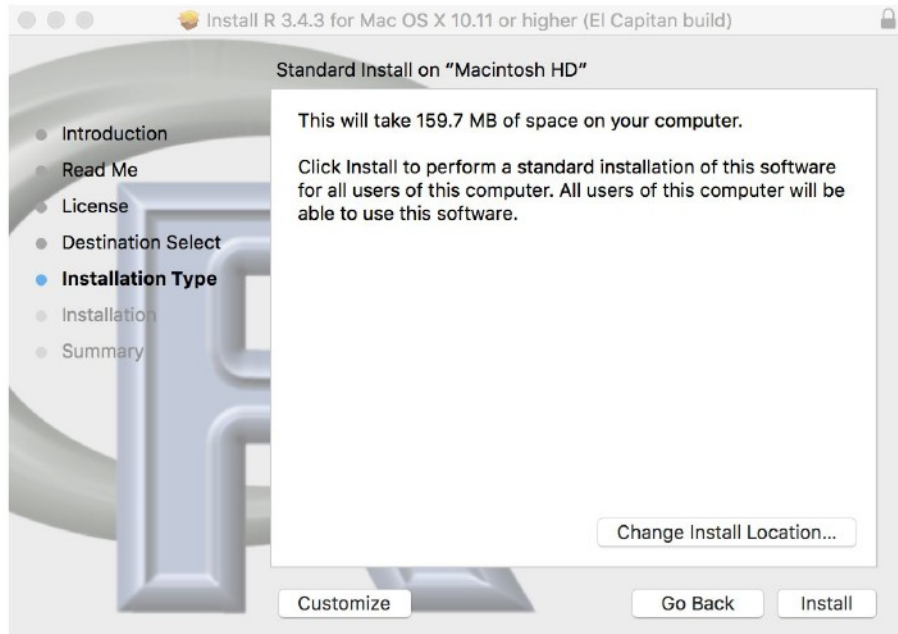 Install R 3.4.3 for Mac OS X 10.11 or higher (El Capitan build)
Standard Install on "Macintosh HD"
Introduction
Read Me
License
Destination Select
Installation Type
Installation
Summary
This will take 159.7 MB of space on your computer.
Click Install to perform a standard installation of this software
for all users of this computer. All users of this computer will be
able to use this software.
Change Install Location...
Customize
Go Back
Install